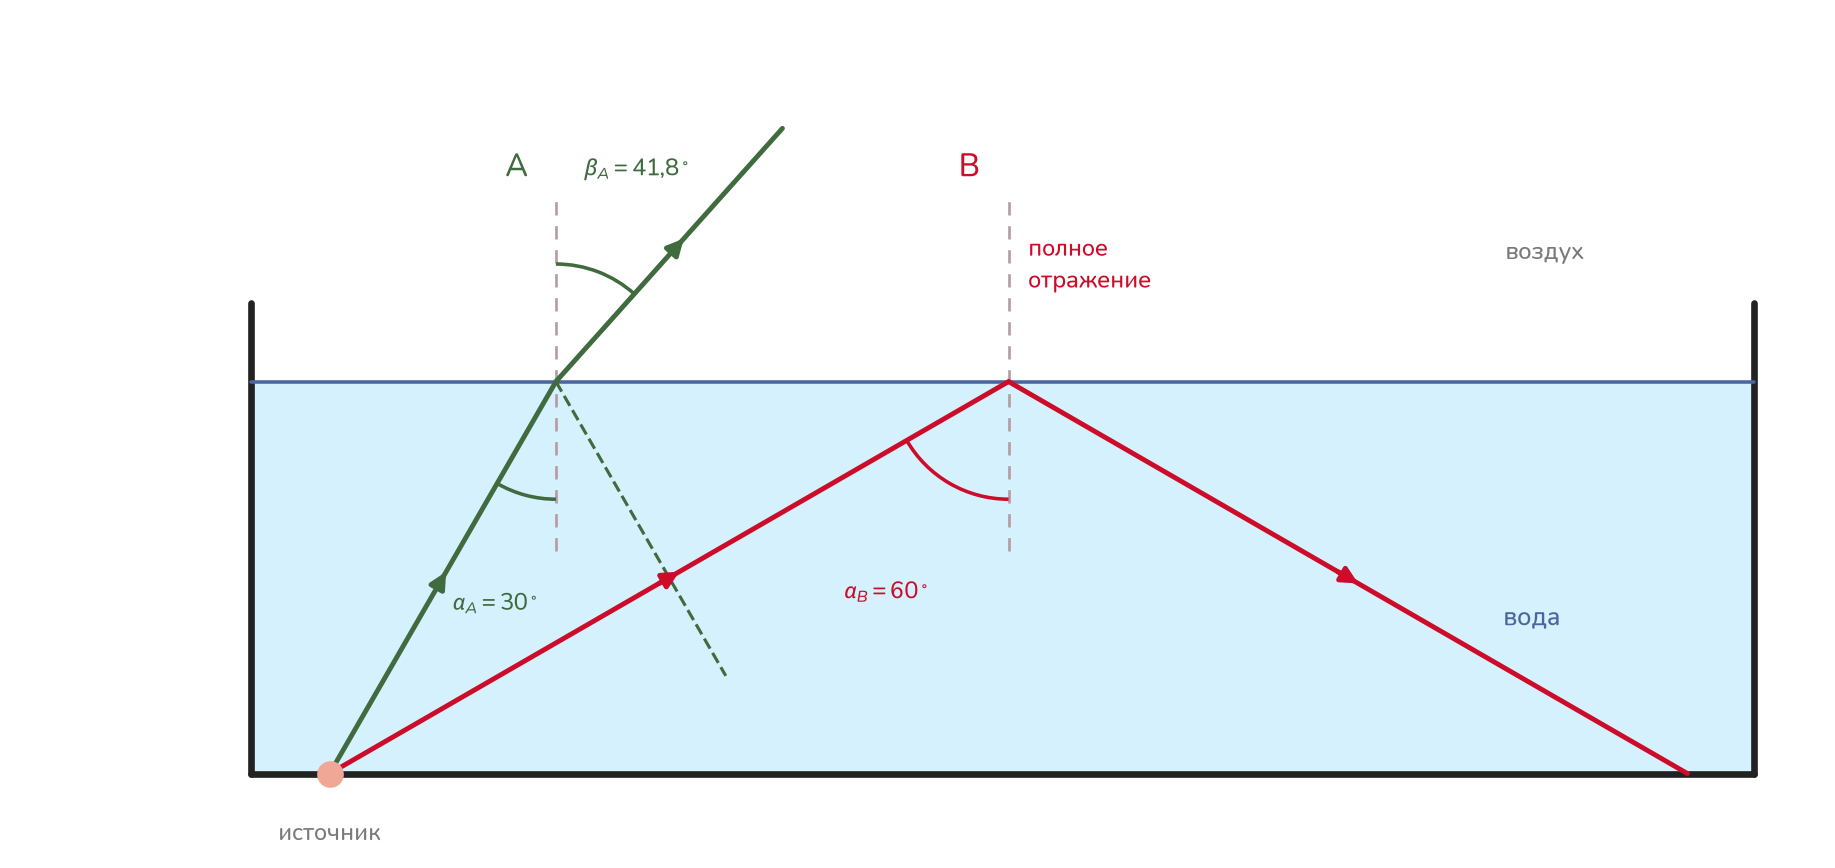 A
β_A = 41,8°
B
полное
отражение
воздух
α_A = 30°
α_B = 60°
вода
источник